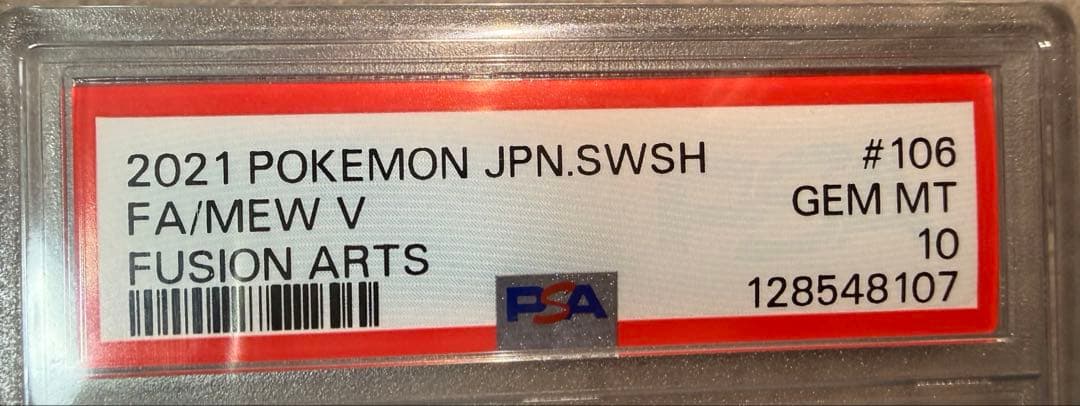 2021 POKEMON JPN.SWSH #106
FA/MEW V GEM MT
FUSION ARTS 10
PSA 128548107